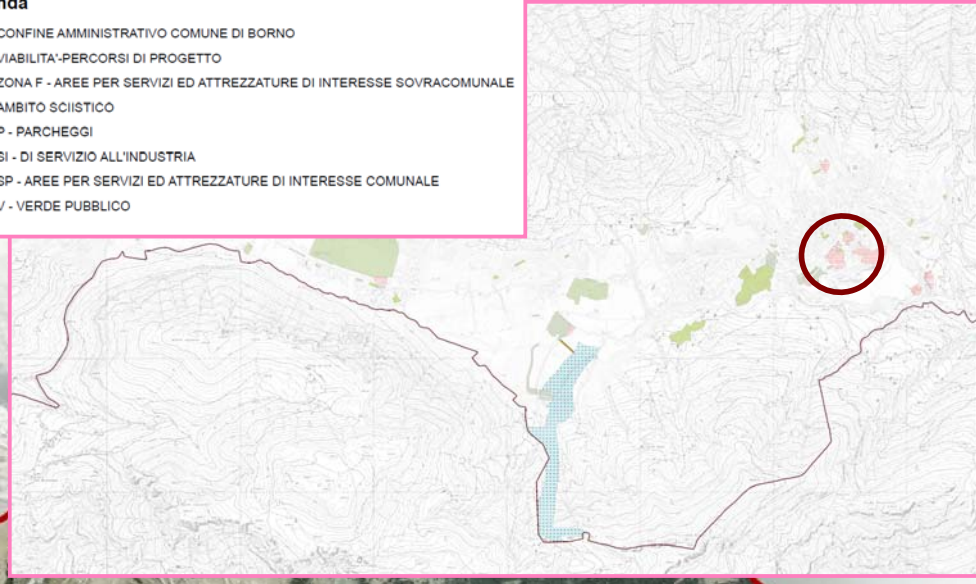 nda
CONFINE AMMINISTRATIVO COMUNE DI BORNO
VIABILITA'-PERCORSI DI PROGETTO
ZONA F - AREE PER SERVIZI ED ATTREZZATURE DI INTERESSE SOVRACOMUNALE
AMBITO SCIISTICO
P - PARCHEGGI
SI - DI SERVIZIO ALL'INDUSTRIA
SP - AREE PER SERVIZI ED ATTREZZATURE DI INTERESSE COMUNALE
V - VERDE PUBBLICO